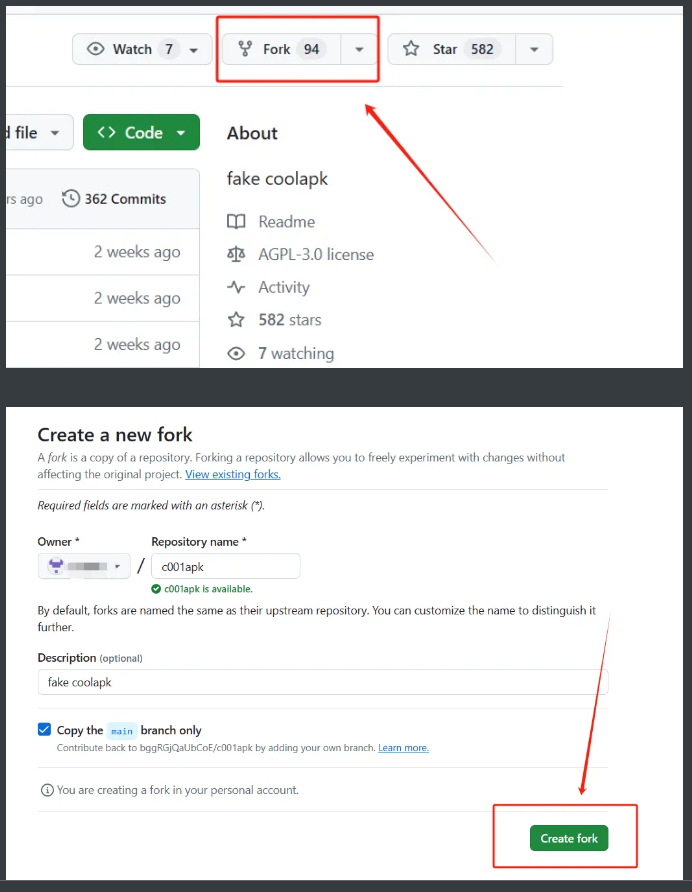 Watch 7
Fork 94
Star 582
d file
Code
About
fake coolapk
rs ago
362 Commits
Readme
2 weeks ago
AGPL-3.0 license
Activity
2 weeks ago
582 stars
2 weeks ago
7 watching
Create a new fork
A fork is a copy of a repository. Forking a repository allows you to freely experiment with changes without
affecting the original project. View existing forks.
Required fields are marked with an asterisk (*).
Owner *
Repository name *
/
c001apk
c001apk is available.
By default, forks are named the same as their upstream repository. You can customize the name to distinguish it
further.
Description (optional)
fake coolapk
Copy the main branch only
Contribute back to bggRGjQaUbCoE/c001apk by adding your own branch. Learn more.
You are creating a fork in your personal account.
Create fork